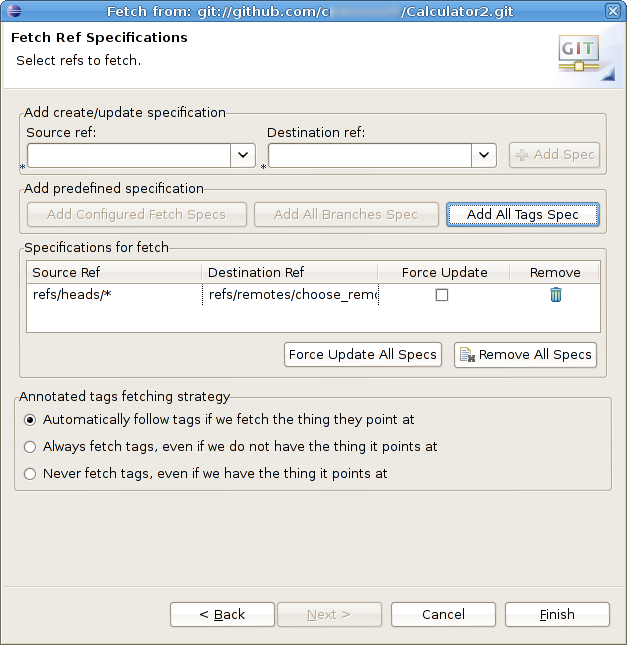 Fetch from: git://github.com/c /Calculator2.git
Fetch Ref Specifications
Select refs to fetch.
GIT
Add create/update specification
Source ref: Destination ref:
* * Add Spec
Add predefined specification
Add Configured Fetch Specs Add All Branches Spec Add All Tags Spec
Specifications for fetch
Source Ref Destination Ref Force Update Remove
refs/heads/* refs/remotes/choose_remo
Force Update All Specs Remove All Specs
Annotated tags fetching strategy
Automatically follow tags if we fetch the thing they point at
Always fetch tags, even if we do not have the thing it points at
Never fetch tags, even if we have the thing it points at
< Back Next > Cancel Finish